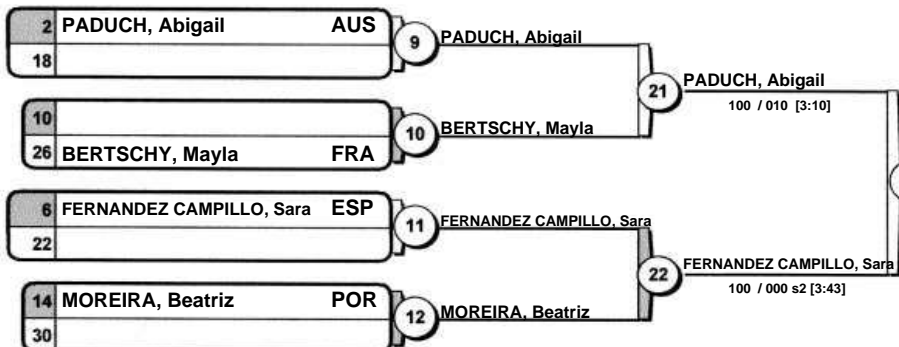 2 PADUCH, Abigail AUS
18
9
PADUCH, Abigail
10
26 BERTSCHY, Mayla FRA
10
BERTSCHY, Mayla
21
PADUCH, Abigail
100 / 010 [3:10]
6 FERNANDEZ CAMPILLO, Sara ESP
22
11
FERNANDEZ CAMPILLO, Sara
14 MOREIRA, Beatriz POR
30
12
MOREIRA, Beatriz
22
FERNANDEZ CAMPILLO, Sara
100 / 000 s2 [3:43]